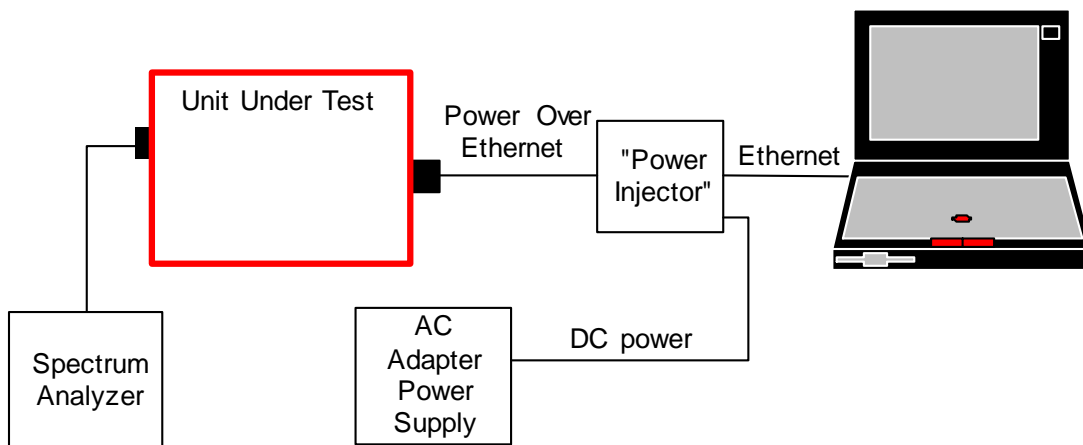 Unit Under Test
Power Over
Ethernet
"Power
Injector"
Ethernet
Spectrum
Analyzer
AC
Adapter
Power
Supply
DC power